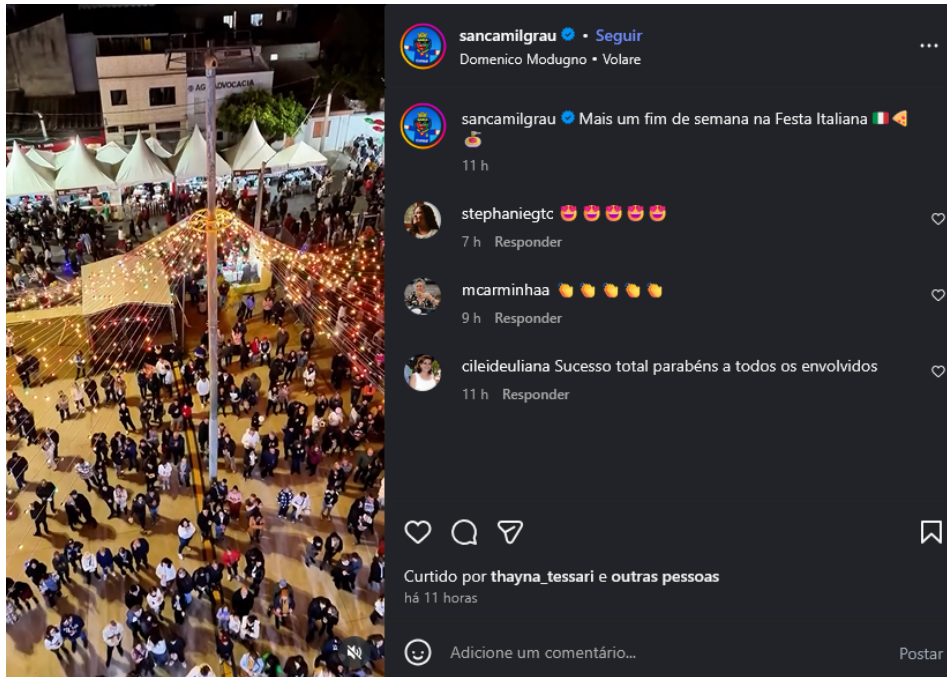 AG ADVOCACIA
sancamilgrau • Seguir
Domenico Modugno • Volare
sancamilgrau Mais um fim de semana na Festa Italiana 🇮🇹🍕
🍝
11 h
stephaniegtc 🤩🤩🤩🤩🤩
7 h Responder
mcarminhaa 👏👏👏👏👏
9 h Responder
cileideuliana Sucesso total parabéns a todos os envolvidos
11 h Responder
Curtido por thayna_tessari e outras pessoas
há 11 horas
Adicione um comentário...
Postar